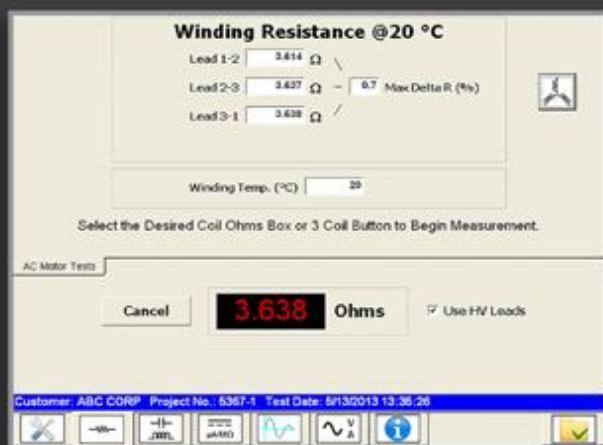 Winding Resistance @20 °C
Lead 1-2 3.614 Ω \
Lead 2-3 3.637 Ω – 0.7 Max Delta R (%)
Lead 3-1 3.638 Ω /
Winding Temp. (°C) 20
Select the Desired Coil Ohms Box or 3 Coil Button to Begin Measurement.
AC Motor Tests
Cancel 3.638 Ohms Use HV Leads
Customer: ABC CORP Project No.: 5367-1 Test Date: 5/13/2013 13:35:26
V
A